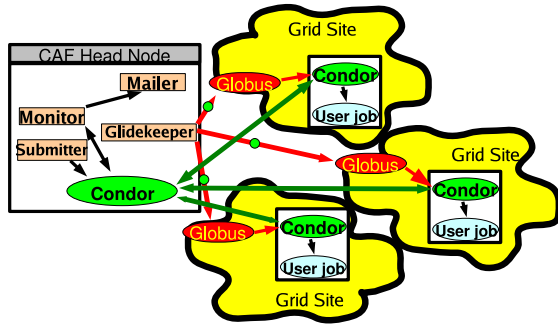 CAF Head Node
Mailer
Monitor
Glidekeeper
Submitter
Condor
Grid Site
Globus
Condor
User job
Grid Site
Globus
Condor
User job
Globus
Condor
User job
Grid Site